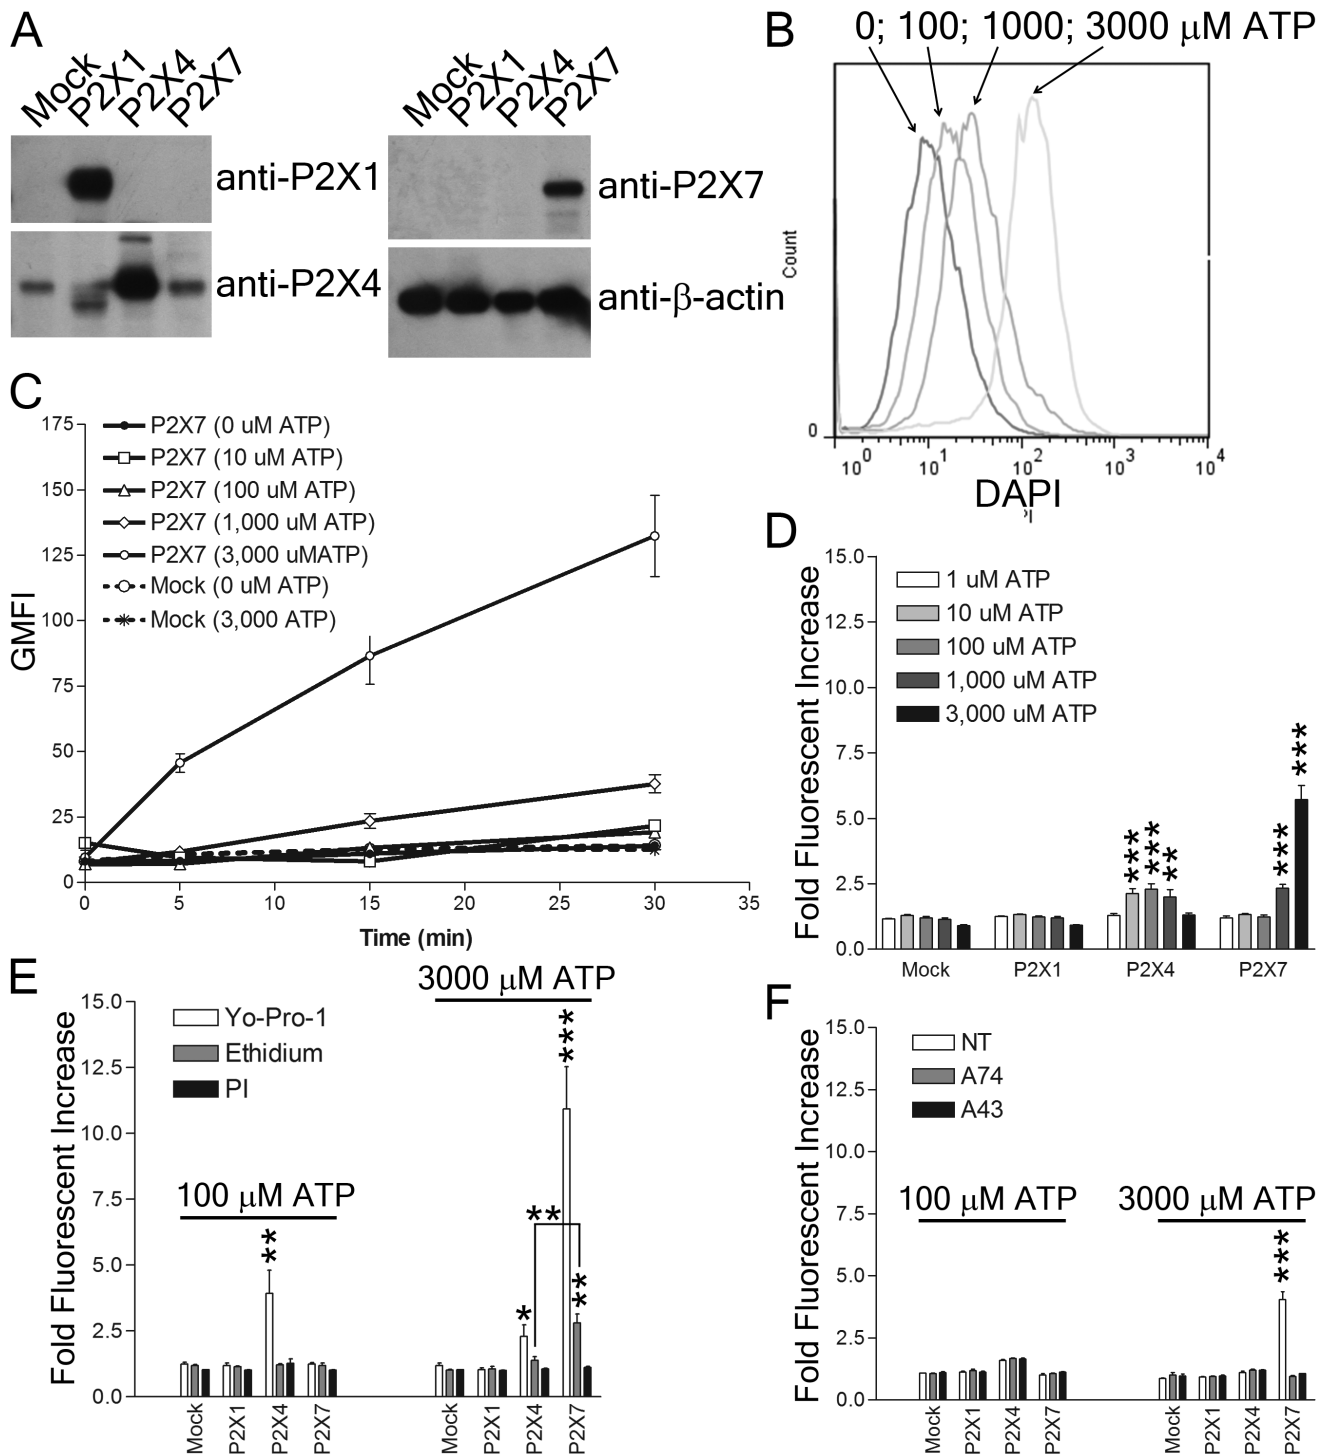 A
Mock
P2X1
P2X4
P2X7
anti-P2X1
anti-P2X4
Mock
P2X1
P2X4
P2X7
anti-P2X7
anti-β-actin
B
0; 100; 1000; 3000 μM ATP
Count
0
10^0 10^1 10^2 10^3 10^4
DAPI
C
GMFI
175
150
125
100
75
50
25
0
P2X7 (0 uM ATP)
P2X7 (10 uM ATP)
P2X7 (100 uM ATP)
P2X7 (1,000 uM ATP)
P2X7 (3,000 uMATP)
Mock (0 uM ATP)
Mock (3,000 ATP)
0 5 10 15 20 25 30 35
Time (min)
D
Fold Fluorescent Increase
15.0
12.5
10.0
7.5
5.0
2.5
0.0
1 uM ATP
10 uM ATP
100 uM ATP
1,000 uM ATP
3,000 uM ATP
*** *** ** *** ***
Mock P2X1 P2X4 P2X7
E
Fold Fluorescent Increase
15.0
12.5
10.0
7.5
5.0
2.5
0.0
Yo-Pro-1
Ethidium
PI
100 μM ATP
3000 μM ATP
** * ** *** **
Mock P2X1 P2X4 P2X7 Mock P2X1 P2X4 P2X7
F
Fold Fluorescent Increase
15.0
12.5
10.0
7.5
5.0
2.5
0.0
NT
A74
A43
100 μM ATP 3000 μM ATP
***
Mock P2X1 P2X4 P2X7 Mock P2X1 P2X4 P2X7